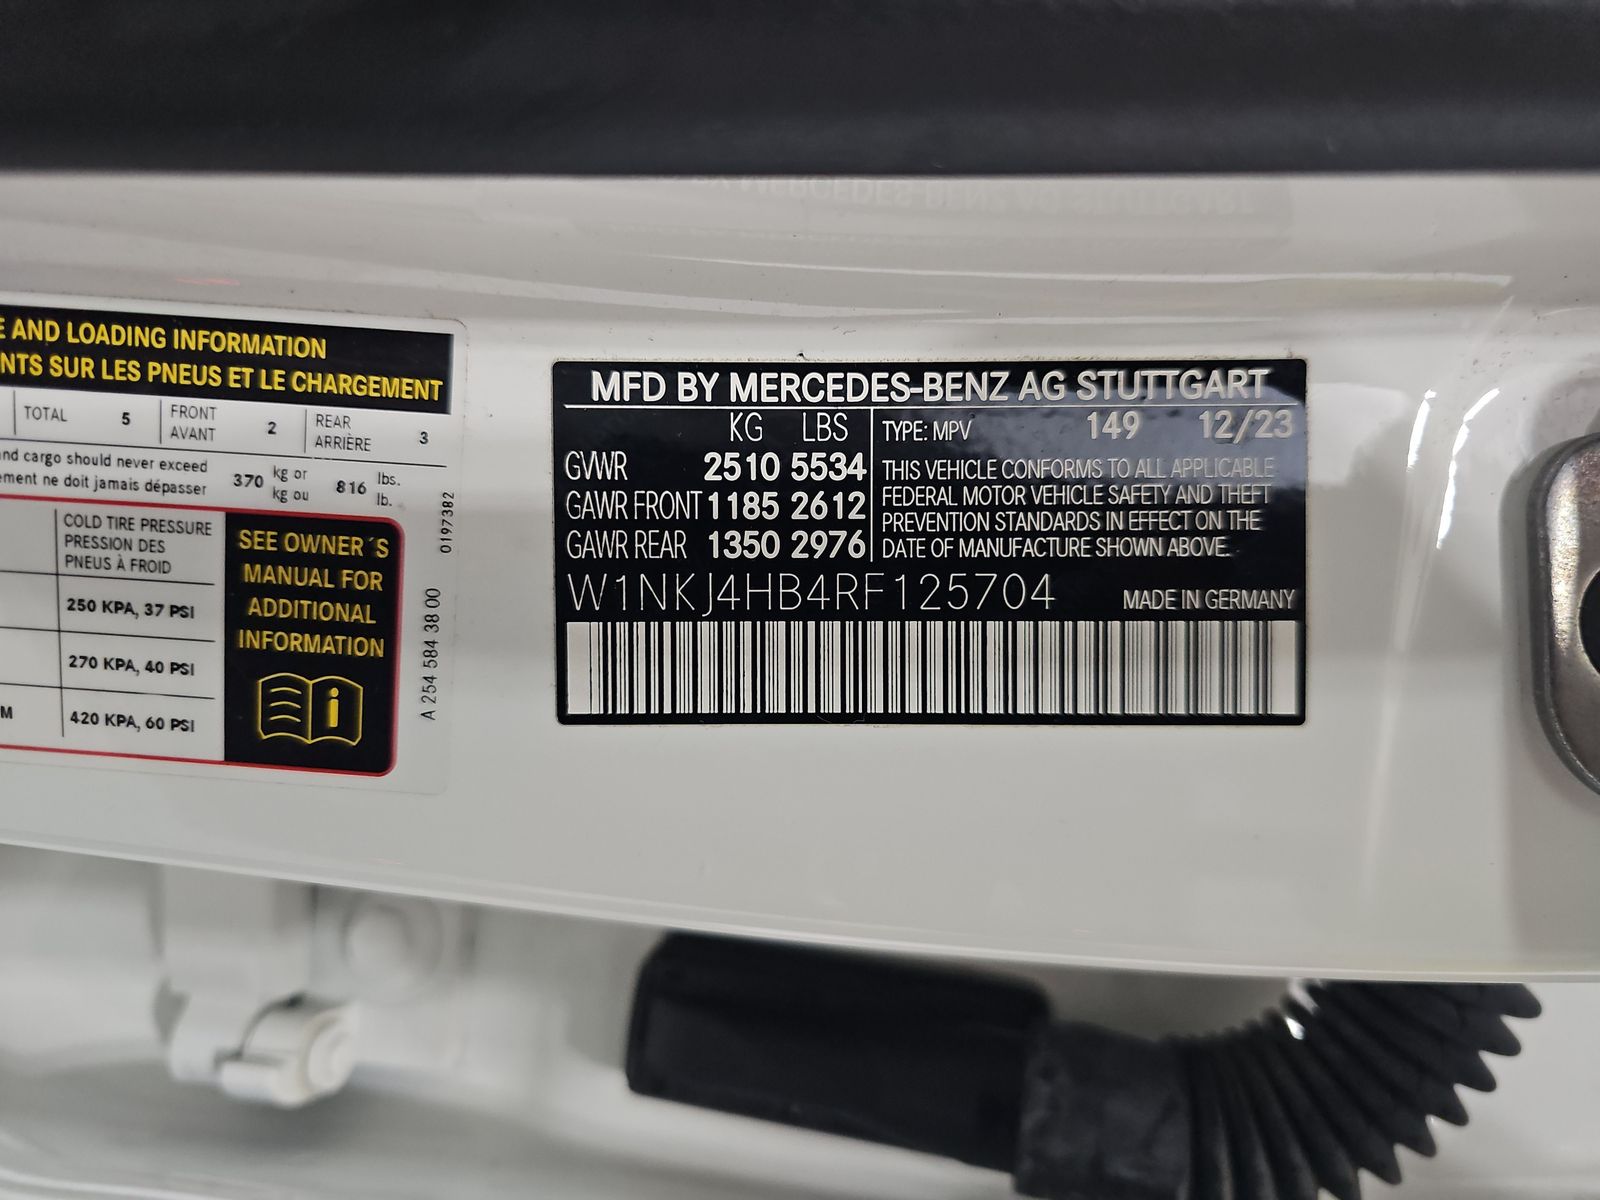 E AND LOADING INFORMATION
NTS SUR LES PNEUS ET LE CHARGEMENT
TOTAL 5 FRONT AVANT 2 REAR ARRIÈRE 3
and cargo should never exceed
ement ne doit jamais dépasser
370 kg or 816 lbs.
kg ou lb.
COLD TIRE PRESSURE
PRESSION DES
PNEUS À FROID
250 KPA, 37 PSI
270 KPA, 40 PSI
M 420 KPA, 60 PSI
SEE OWNER´S
MANUAL FOR
ADDITIONAL
INFORMATION
i
0197382
A 254 584 38 00
MFD BY MERCEDES-BENZ AG STUTTGART
KG LBS
GVWR 2510 5534
GAWR FRONT 1185 2612
GAWR REAR 1350 2976
TYPE: MPV 149 12/23
THIS VEHICLE CONFORMS TO ALL APPLICABLE
FEDERAL MOTOR VEHICLE SAFETY AND THEFT
PREVENTION STANDARDS IN EFFECT ON THE
DATE OF MANUFACTURE SHOWN ABOVE.
W1NKJ4HB4RF125704
MADE IN GERMANY